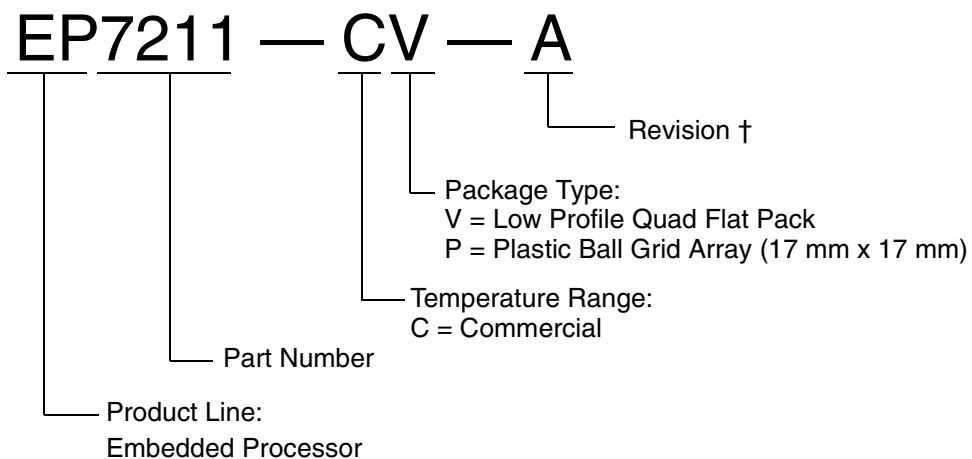 EP7211 — CV — A
Revision †
Package Type:
V = Low Profile Quad Flat Pack
P = Plastic Ball Grid Array (17 mm x 17 mm)
Temperature Range:
C = Commercial
Part Number
Product Line:
Embedded Processor